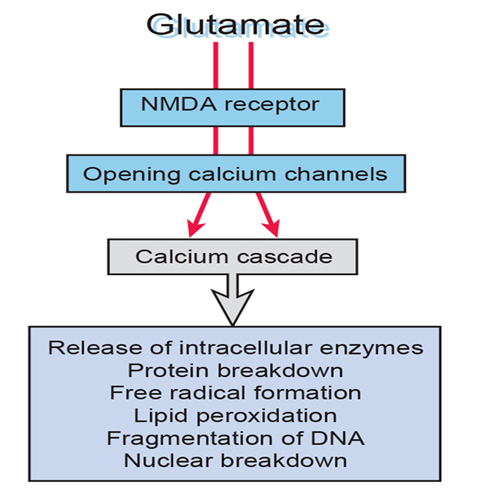 Glutamate
NMDA receptor
Opening calcium channels
Calcium cascade
Release of intracellular enzymes
Protein breakdown
Free radical formation
Lipid peroxidation
Fragmentation of DNA
Nuclear breakdown